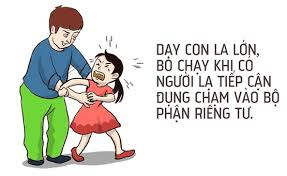 DẠY CON LA LỚN,
BỎ CHẠY KHI CÓ
NGƯỜI LẠ TIẾP CẬN
ĐỤNG CHẠM VÀO BỘ
PHẬN RIÊNG TƯ.